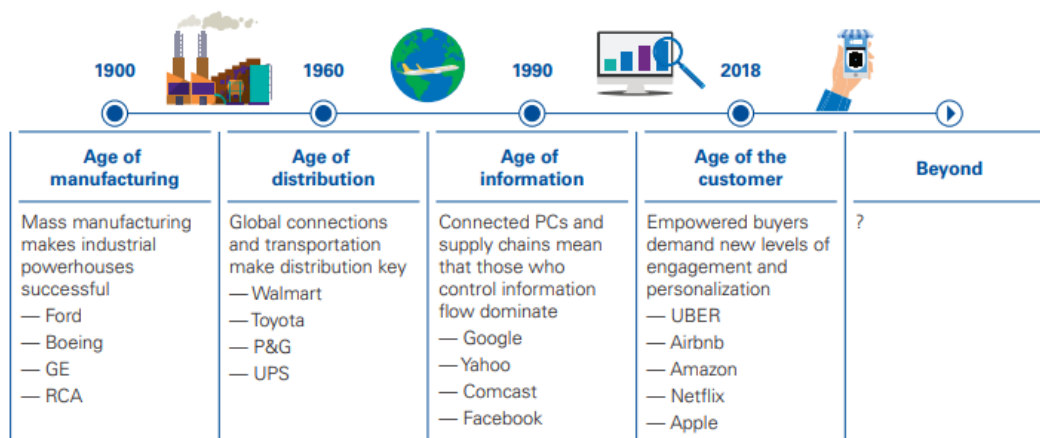 1900
1960
1990
2018
Age of
manufacturing
Mass manufacturing
makes industrial
powerhouses
successful
— Ford
— Boeing
— GE
— RCA
Age of
distribution
Global connections
and transportation
make distribution key
— Walmart
— Toyota
— P&G
— UPS
Age of
information
Connected PCs and
supply chains mean
that those who
control information
flow dominate
— Google
— Yahoo
— Comcast
— Facebook
Age of the
customer
Empowered buyers
demand new levels of
engagement and
personalization
— UBER
— Airbnb
— Amazon
— Netflix
— Apple
Beyond
?